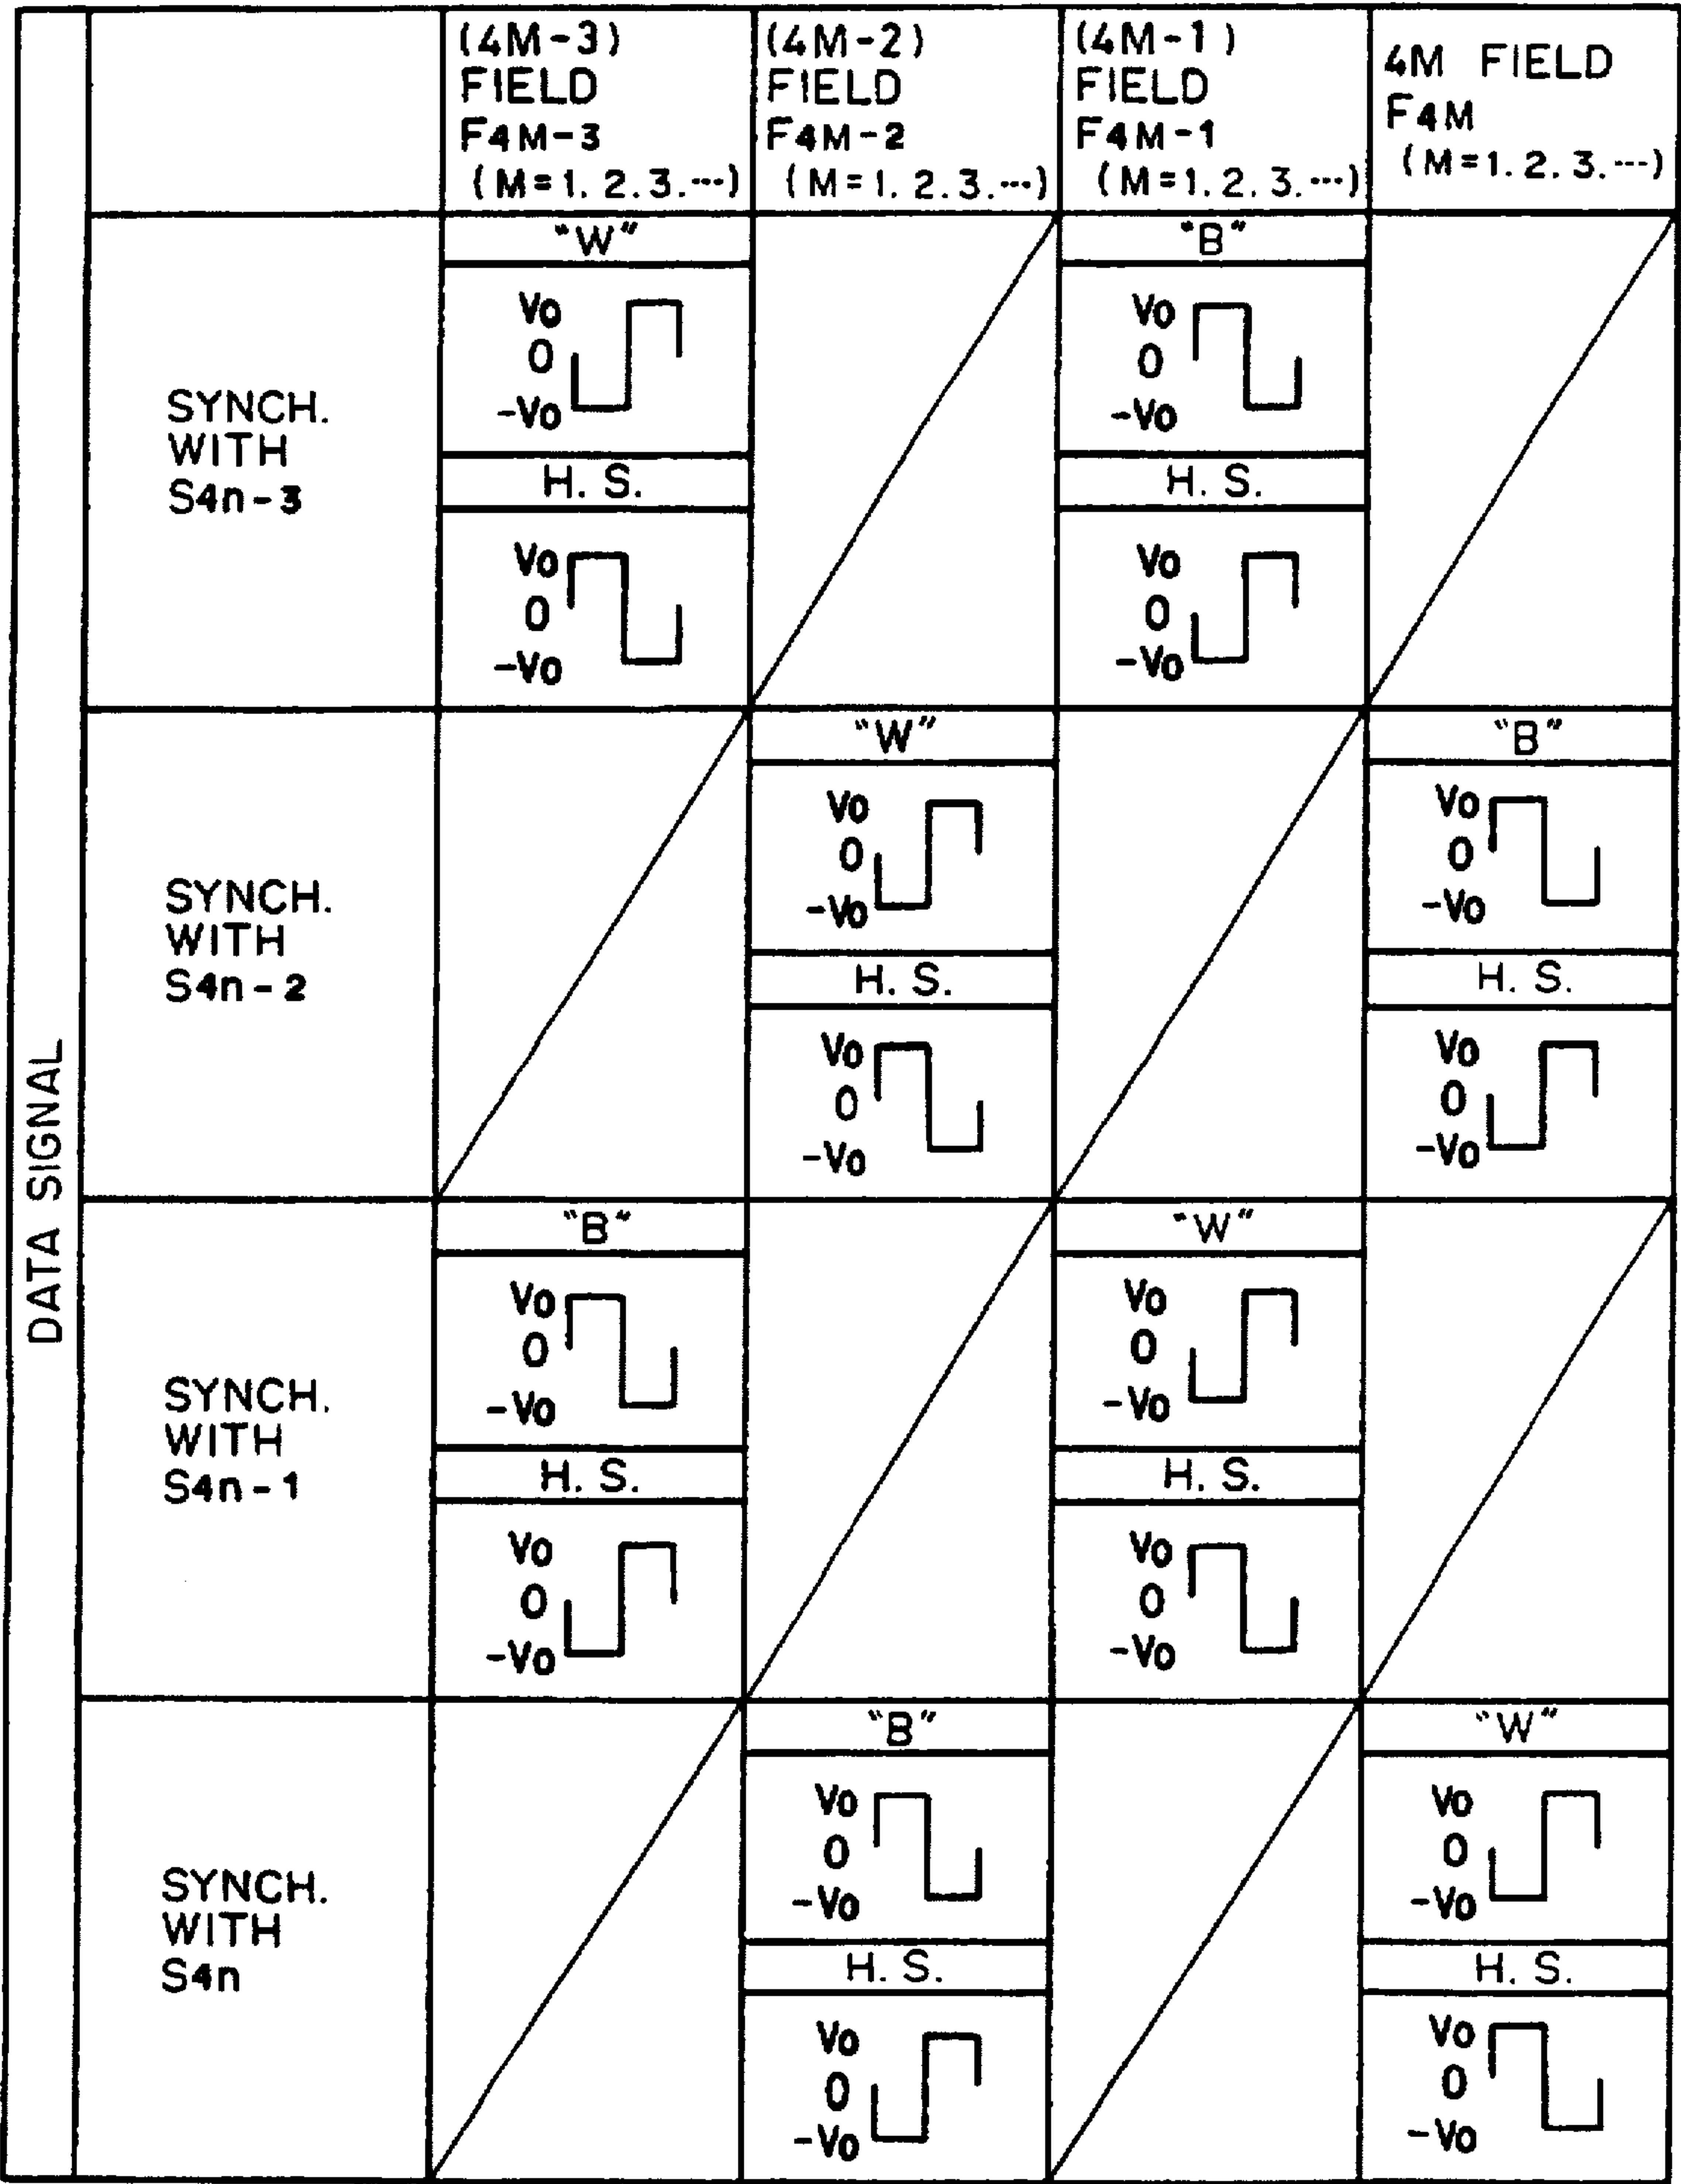 (4M-3)
FIELD
F4M-3
(M=1.2.3.---)
(4M-2)
FIELD
F4M-2
(M=1.2.3.---)
(4M-1)
FIELD
F4M-1
(M=1.2.3.---)
4M FIELD
F4M
(M=1.2.3.---)
DATA SIGNAL
SYNCH.
WITH
S4n-3
"W"
Vo
0
-Vo
H. S.
Vo
0
-Vo
"B"
Vo
0
-Vo
H. S.
Vo
0
-Vo
SYNCH.
WITH
S4n-2
"W"
Vo
0
-Vo
H. S.
Vo
0
-Vo
"B"
Vo
0
-Vo
H. S.
Vo
0
-Vo
SYNCH.
WITH
S4n-1
"B"
Vo
0
-Vo
H. S.
Vo
0
-Vo
"W"
Vo
0
-Vo
H. S.
Vo
0
-Vo
SYNCH.
WITH
S4n
"B"
Vo
0
-Vo
H. S.
Vo
0
-Vo
"W"
Vo
0
-Vo
H. S.
Vo
0
-Vo